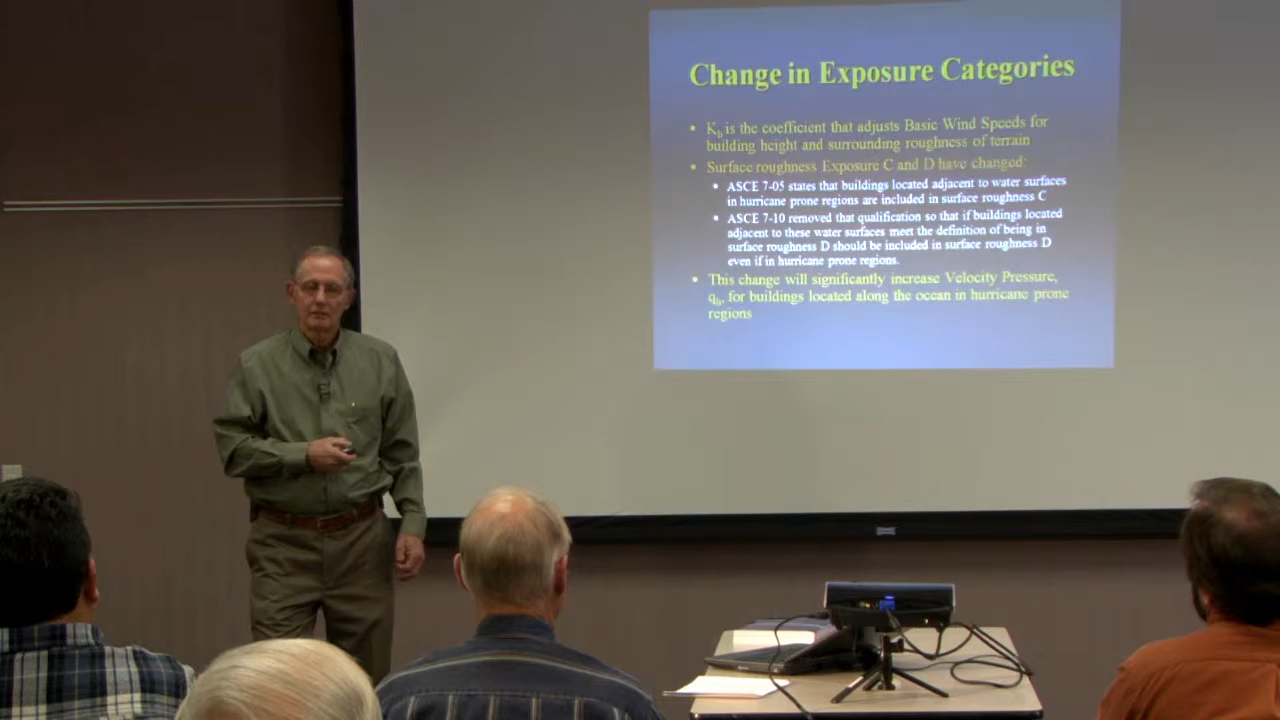 Change in Exposure Categories
• Kh is the coefficient that adjusts Basic Wind Speeds for
building height and surrounding roughness of terrain
• Surface roughness Exposure C and D have changed:
• ASCE 7-05 states that buildings located adjacent to water surfaces
in hurricane prone regions are included in surface roughness C
• ASCE 7-10 removed that qualification so that if buildings located
adjacent to these water surfaces meet the definition of being in
surface roughness D should be included in surface roughness D
even if in hurricane prone regions.
• This change will significantly increase Velocity Pressure,
qh, for buildings located along the ocean in hurricane prone
regions